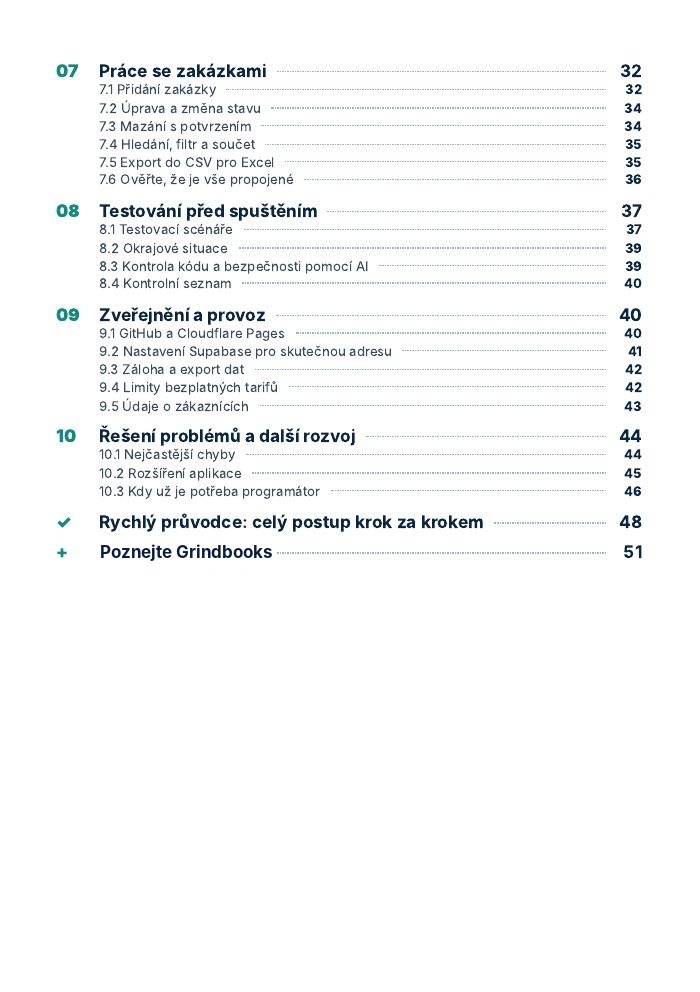 07 Práce se zakázkami 32
7.1 Přidání zakázky 32
7.2 Úprava a změna stavu 34
7.3 Mazání s potvrzením 34
7.4 Hledání, filtr a součet 35
7.5 Export do CSV pro Excel 35
7.6 Ověřte, že je vše propojené 36
08 Testování před spuštěním 37
8.1 Testovací scénáře 37
8.2 Okrajové situace 39
8.3 Kontrola kódu a bezpečnosti pomocí AI 39
8.4 Kontrolní seznam 40
09 Zveřejnění a provoz 40
9.1 GitHub a Cloudflare Pages 40
9.2 Nastavení Supabase pro skutečnou adresu 41
9.3 Záloha a export dat 42
9.4 Limity bezplatných tarifů 42
9.5 Údaje o zákaznících 43
10 Řešení problémů a další rozvoj 44
10.1 Nejčastější chyby 44
10.2 Rozšíření aplikace 45
10.3 Kdy už je potřeba programátor 46
✓ Rychlý průvodce: celý postup krok za krokem 48
+ Poznejte Grindbooks 51